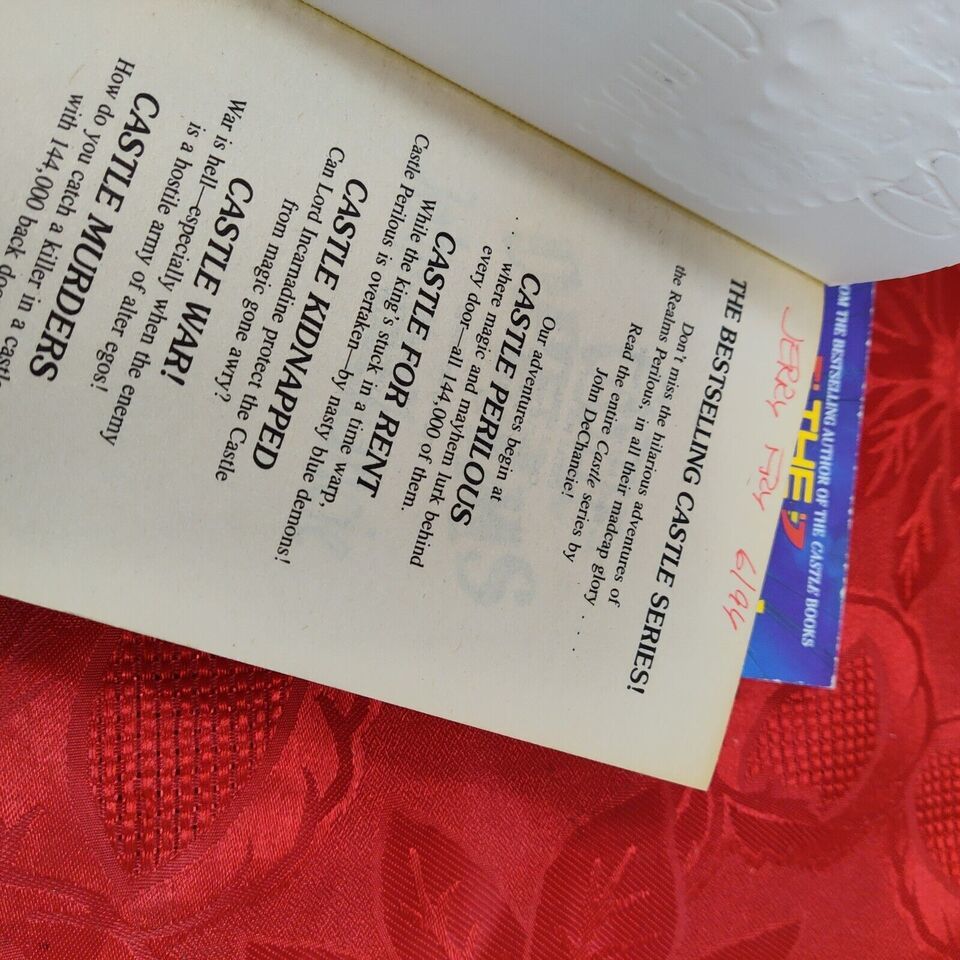 JERRY FRY 6/94
THE BESTSELLING CASTLE SERIES!
Don't miss the hilarious adventures of
the Realms Perilous, in all their madcap glory . . .
Read the entire Castle series by
John DeChancie!
CASTLE PERILOUS
Our adventures begin at
. . . where magic and mayhem lurk behind
every door—all 144,000 of them.
CASTLE FOR RENT
While the king's stuck in a time warp,
Castle Perilous is overtaken—by nasty blue demons!
CASTLE KIDNAPPED
Can Lord Incarnadine protect the Castle
from magic gone awry?
CASTLE WAR!
War is hell—especially when the enemy
is a hostile army of alter egos!
CASTLE MURDERS
How do you catch a killer in a castle
with 144,000 back
OM THE BESTSELLING AUTHOR OF THE CASTLE BOOKS
THE